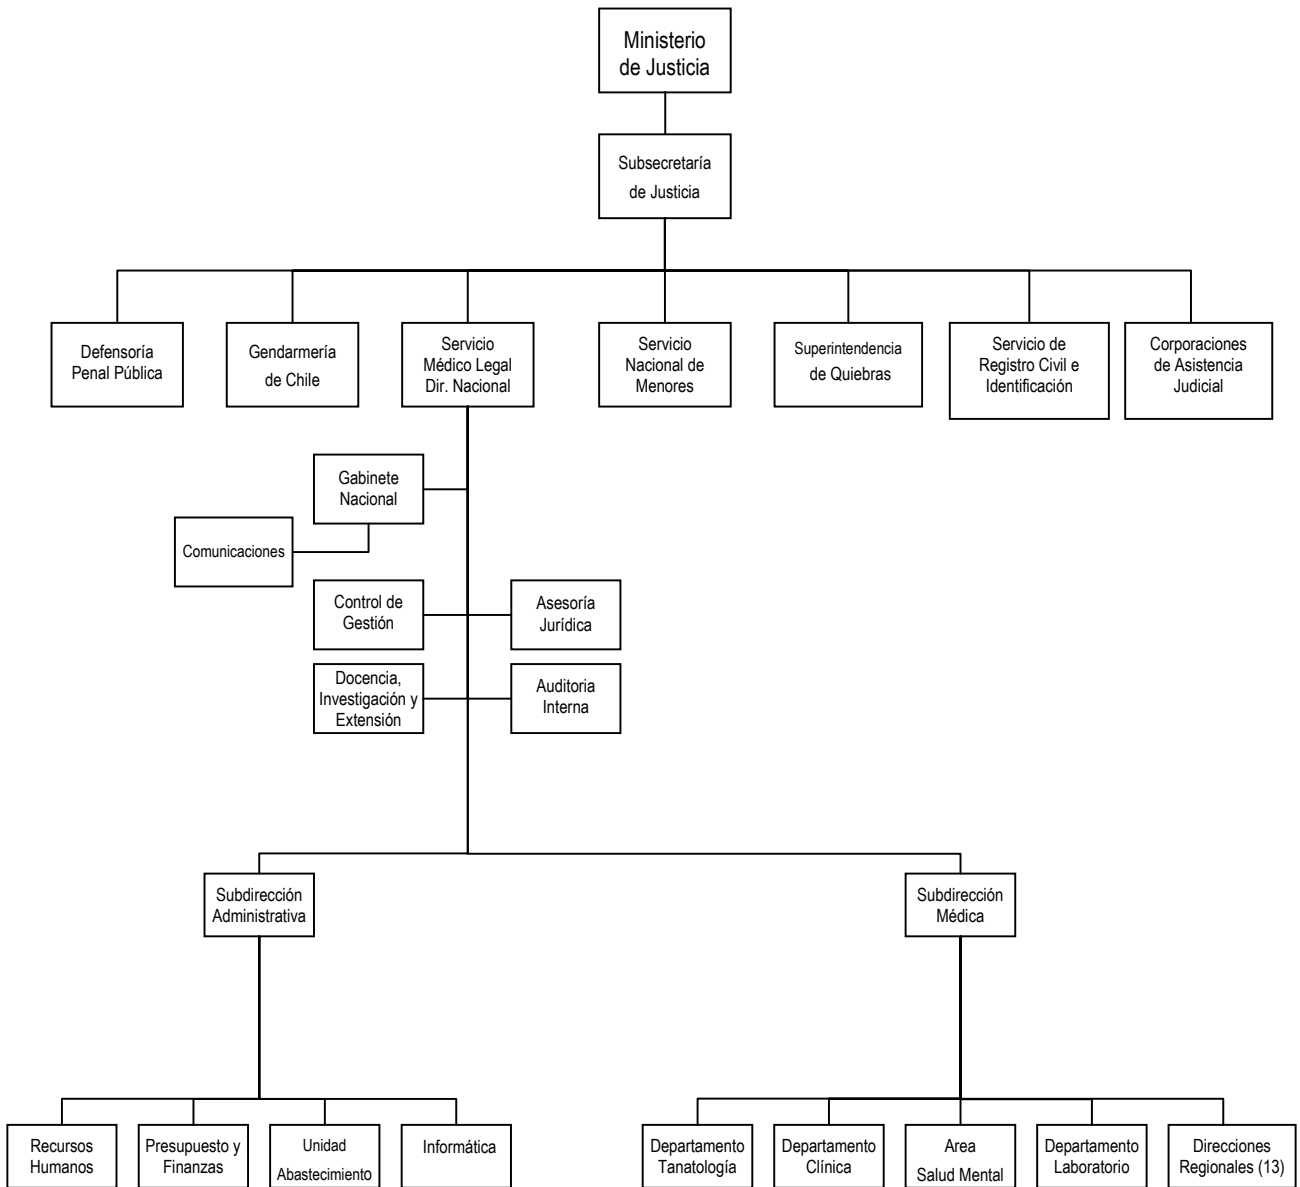 Ministerio
de Justicia
Subsecretaría
de Justicia
Defensoría
Penal Pública
Gendarmería
de Chile
Servicio
Médico Legal
Dir. Nacional
Servicio
Nacional de
Menores
Superintendencia
de Quiebras
Servicio de
Registro Civil e
Identificación
Corporaciones
de Asistencia
Judicial
Gabinete
Nacional
Comunicaciones
Control de
Gestión
Asesoría
Jurídica
Docencia,
Investigación y
Extensión
Auditoria
Interna
Subdirección
Administrativa
Subdirección
Médica
Recursos
Humanos
Presupuesto y
Finanzas
Unidad
Abastecimiento
Informática
Departamento
Tanatología
Departamento
Clínica
Area
Salud Mental
Departamento
Laboratorio
Direcciones
Regionales (13)